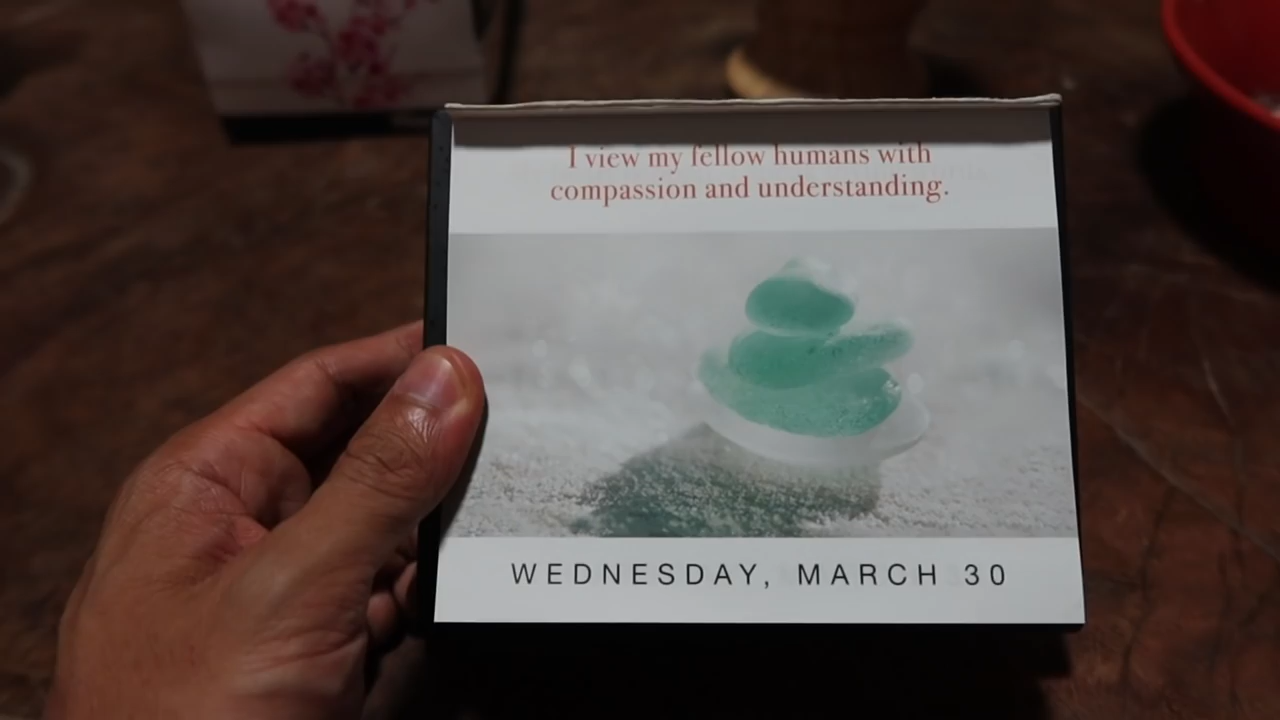 I view my fellow humans with
compassion and understanding.
WEDNESDAY, MARCH 30